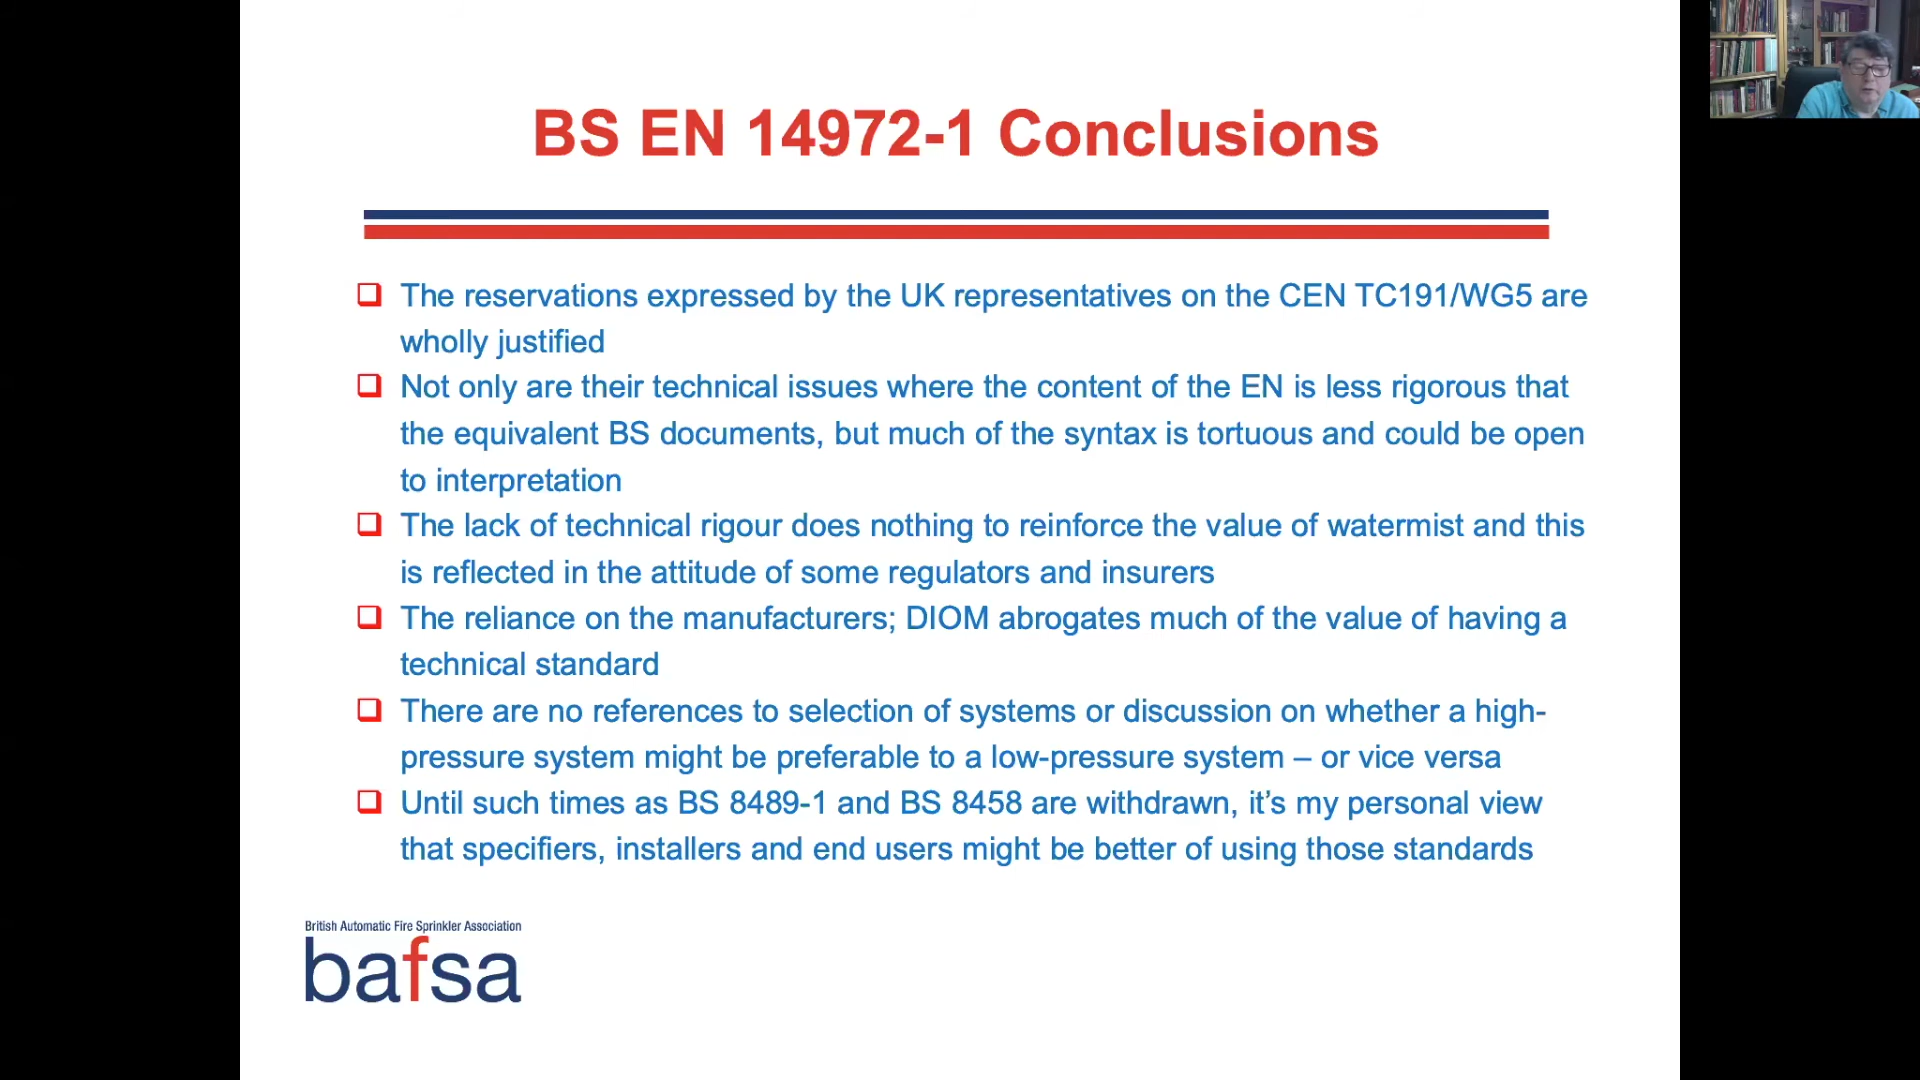 BS EN 14972-1 Conclusions
The reservations expressed by the UK representatives on the CEN TC191/WG5 are
wholly justified
Not only are their technical issues where the content of the EN is less rigorous that
the equivalent BS documents, but much of the syntax is tortuous and could be open
to interpretation
The lack of technical rigour does nothing to reinforce the value of watermist and this
is reflected in the attitude of some regulators and insurers
The reliance on the manufacturers; DIOM abrogates much of the value of having a
technical standard
There are no references to selection of systems or discussion on whether a high-
pressure system might be preferable to a low-pressure system – or vice versa
Until such times as BS 8489-1 and BS 8458 are withdrawn, it’s my personal view
that specifiers, installers and end users might be better of using those standards
British Automatic Fire Sprinkler Association
bafsa